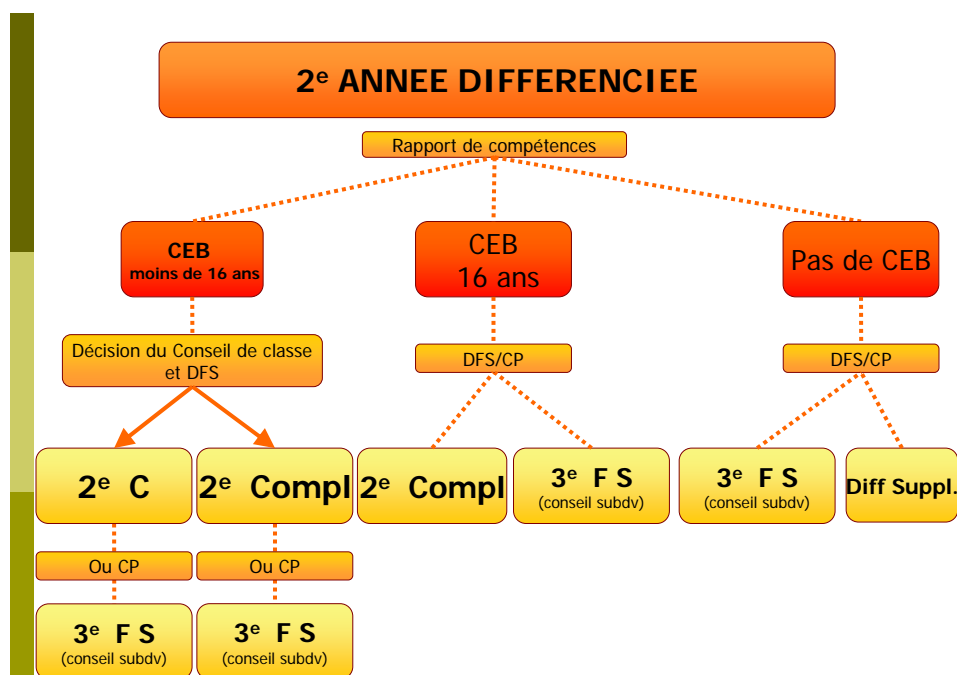 2e ANNEE DIFFERENCIEE
Rapport de compétences
CEB
moins de 16 ans
CEB
16 ans
Pas de CEB
Décision du Conseil de classe
et DFS
DFS/CP
DFS/CP
2e C
2e Compl
2e Compl
3e F S
(conseil subdv)
3e F S
(conseil subdv)
Diff Suppl.
Ou CP
Ou CP
3e F S
(conseil subdv)
3e F S
(conseil subdv)